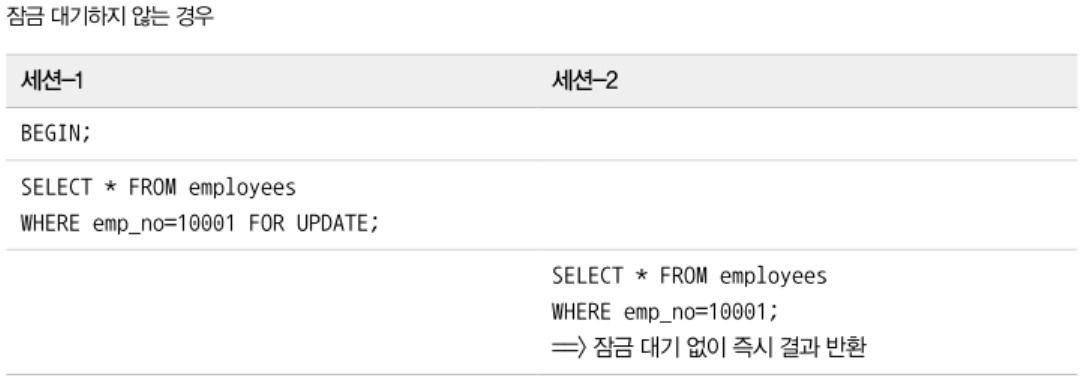 잠금 대기하지 않는 경우
세션-1 세션-2
BEGIN;
SELECT * FROM employees
WHERE emp_no=10001 FOR UPDATE;
SELECT * FROM employees
WHERE emp_no=10001;
==> 잠금 대기 없이 즉시 결과 반환